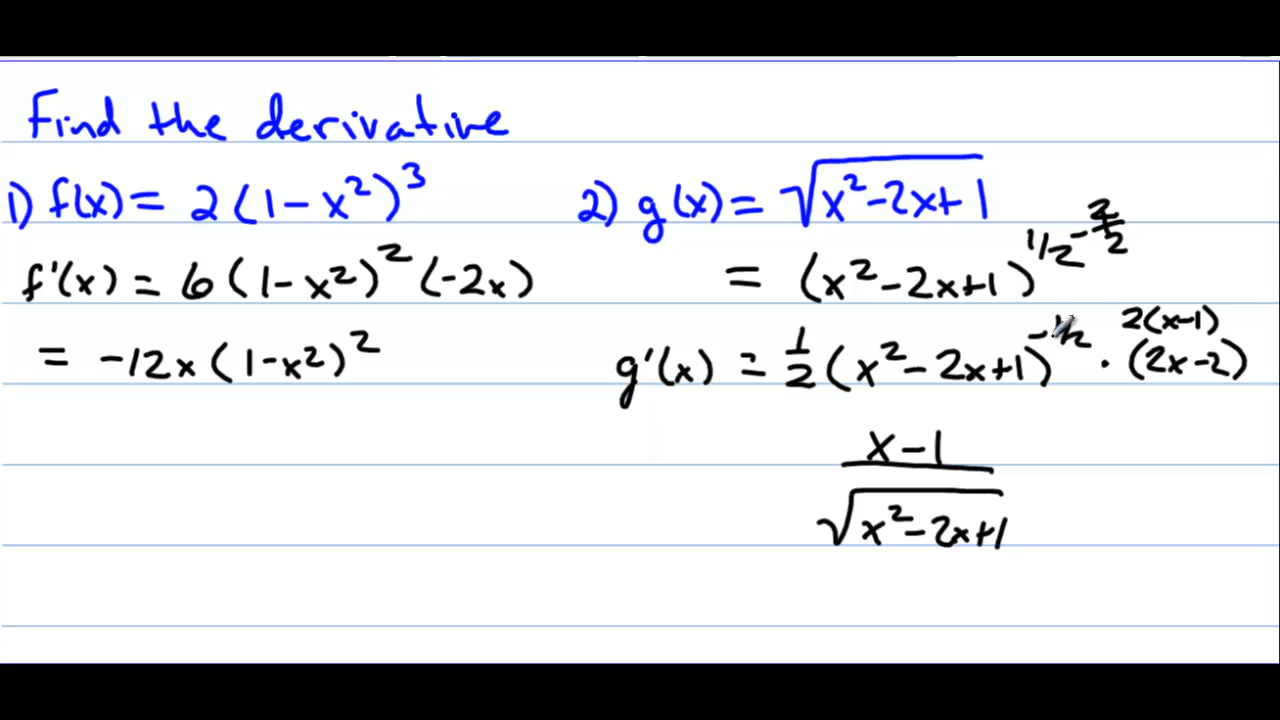 Find the derivative
1) f(x) = 2(1-x²)³
f'(x) = 6(1-x²)²(-2x)
= -12x(1-x²)²
2) g(x) = √(x²-2x+1)
= (x²-2x+1)^(1/2 - 2/2)
2(x-1)
g'(x) = 1/2 (x²-2x+1)^(-1/2) · (2x-2)
x-1
√(x²-2x+1)